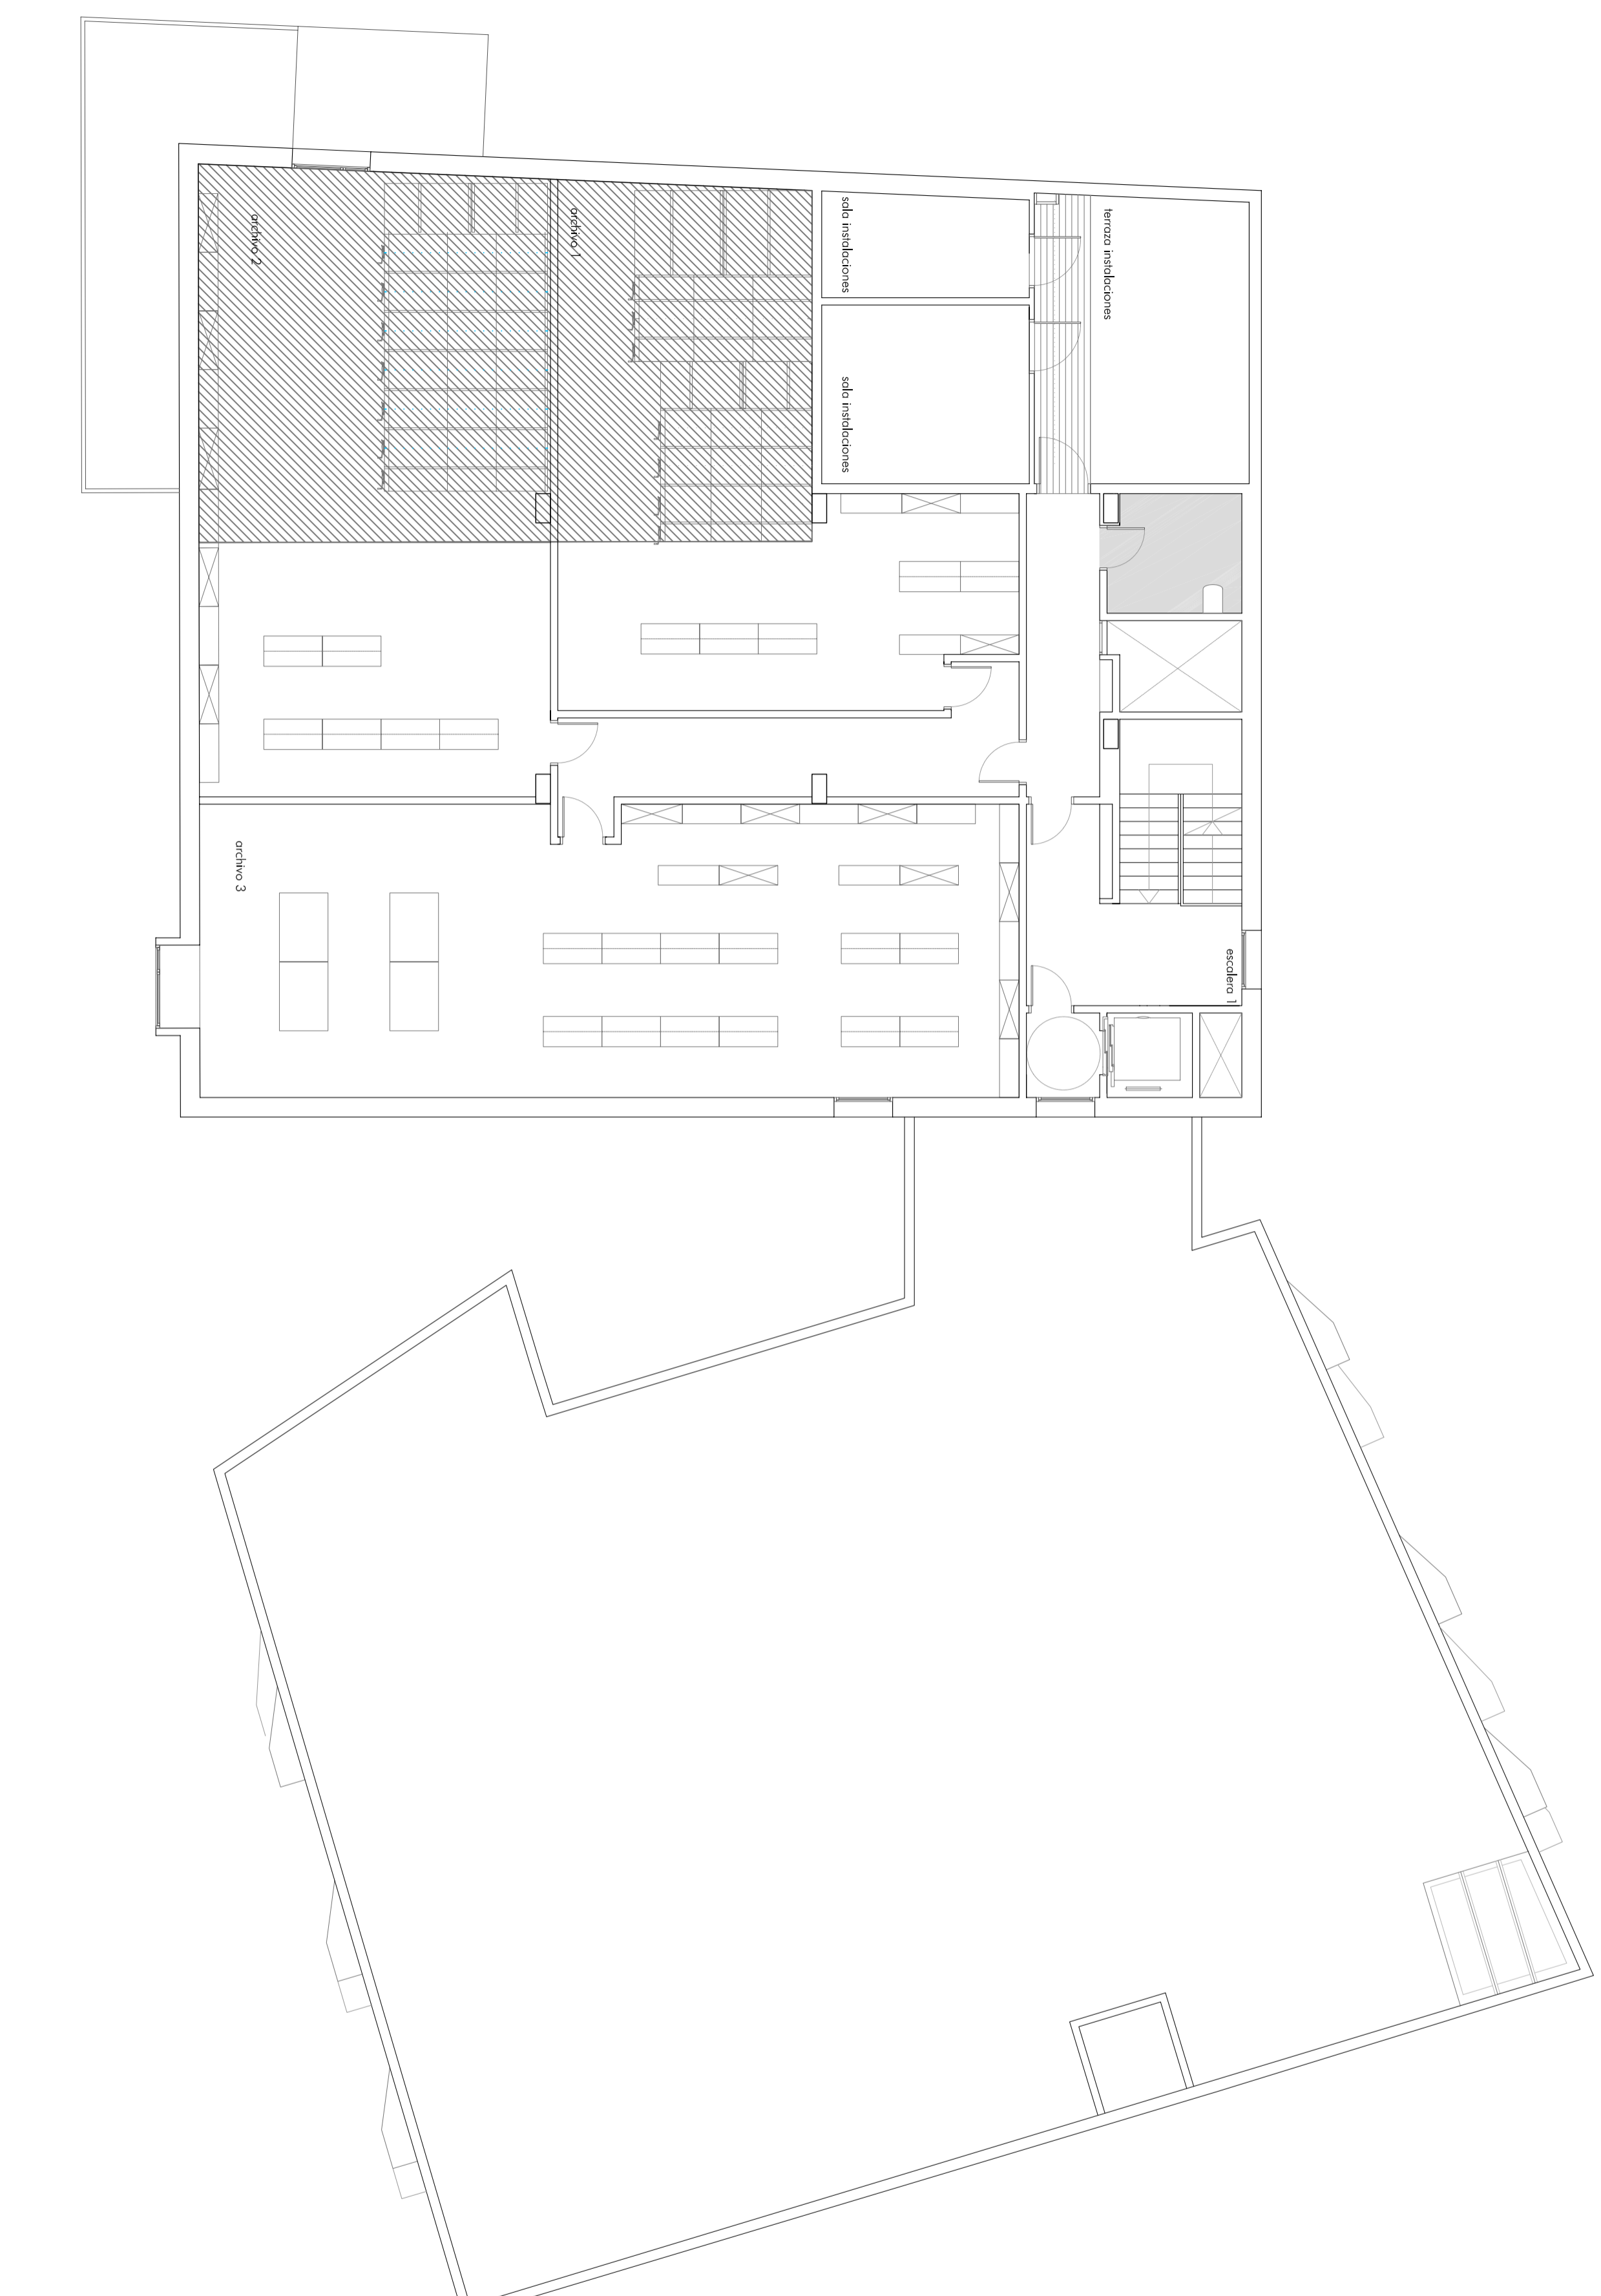 archivo 2
archivo 1
sala instalaciones
terraza instalaciones
sala instalaciones
archivo 3
escalera 1